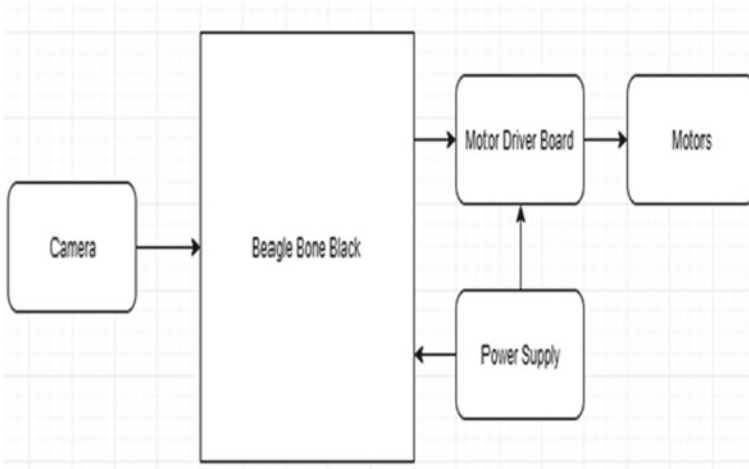 Motor Driver Board
Motors
Camera
Beagle Bone Black
Power Supply